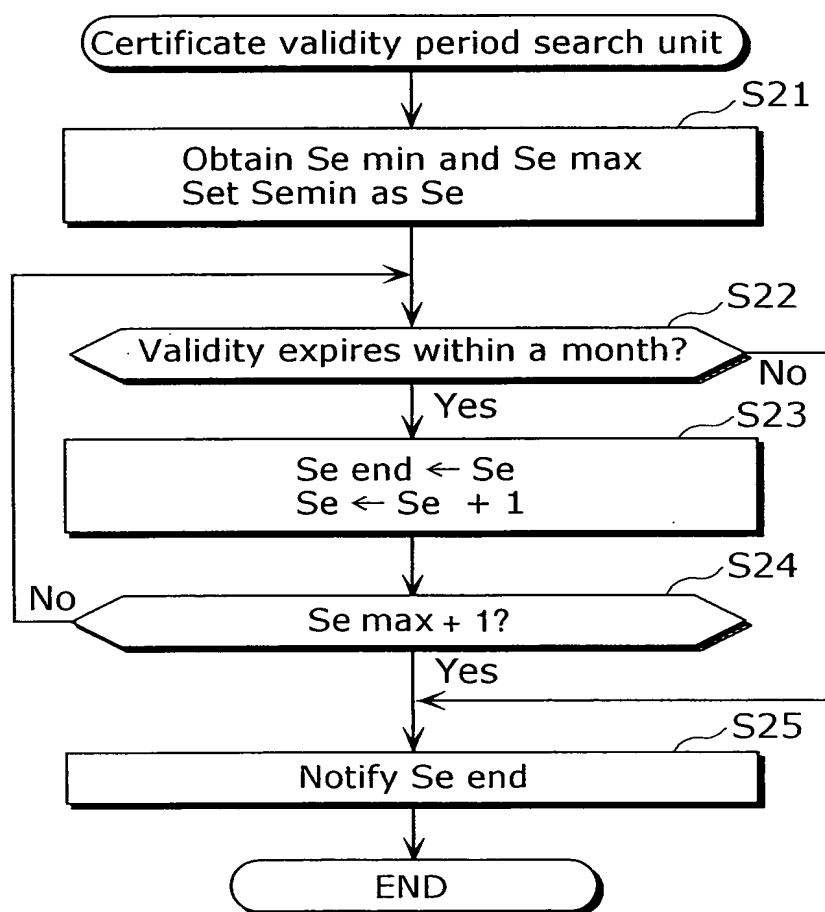 Certificate validity period search unit
S21
Obtain Se min and Se max
Set Semin as Se
S22
Validity expires within a month?
No
Yes
S23
Se end ← Se
Se ← Se + 1
S24
No
Se max + 1?
Yes
S25
Notify Se end
END